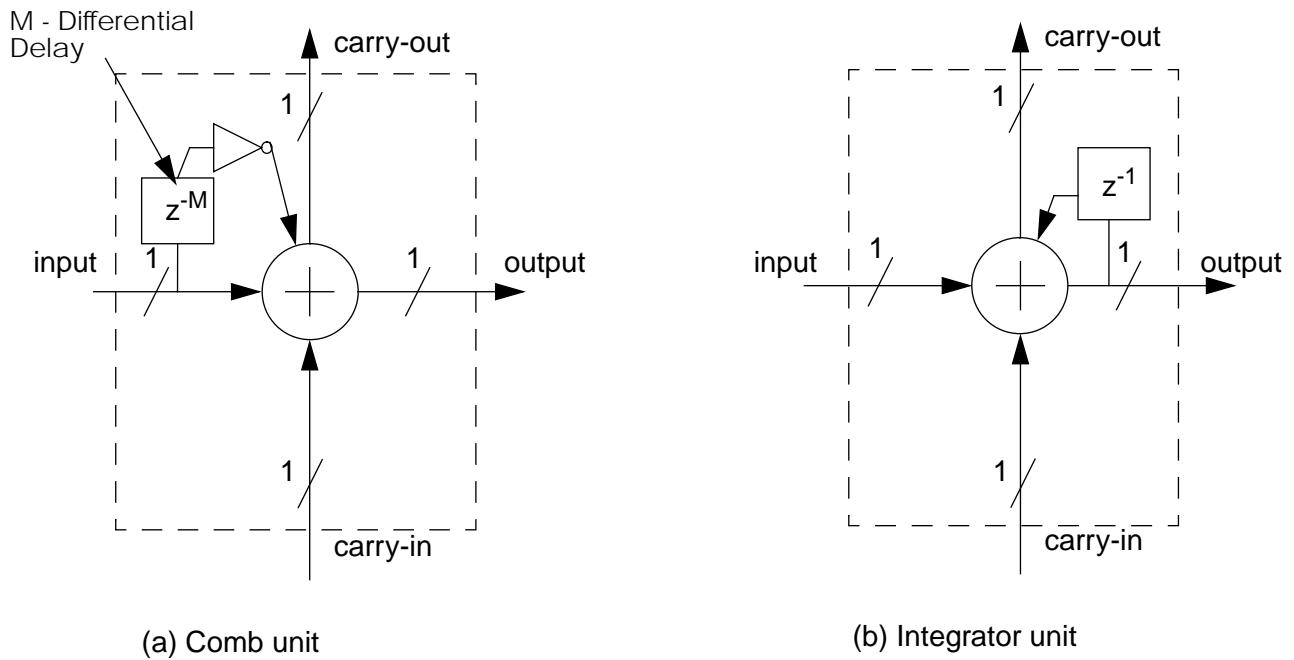 M - Differential
Delay
carry-out
1
z-M
input
1
1
output
1
carry-in
(a) Comb unit
carry-out
1
z-1
input
1
1
output
1
carry-in
(b) Integrator unit